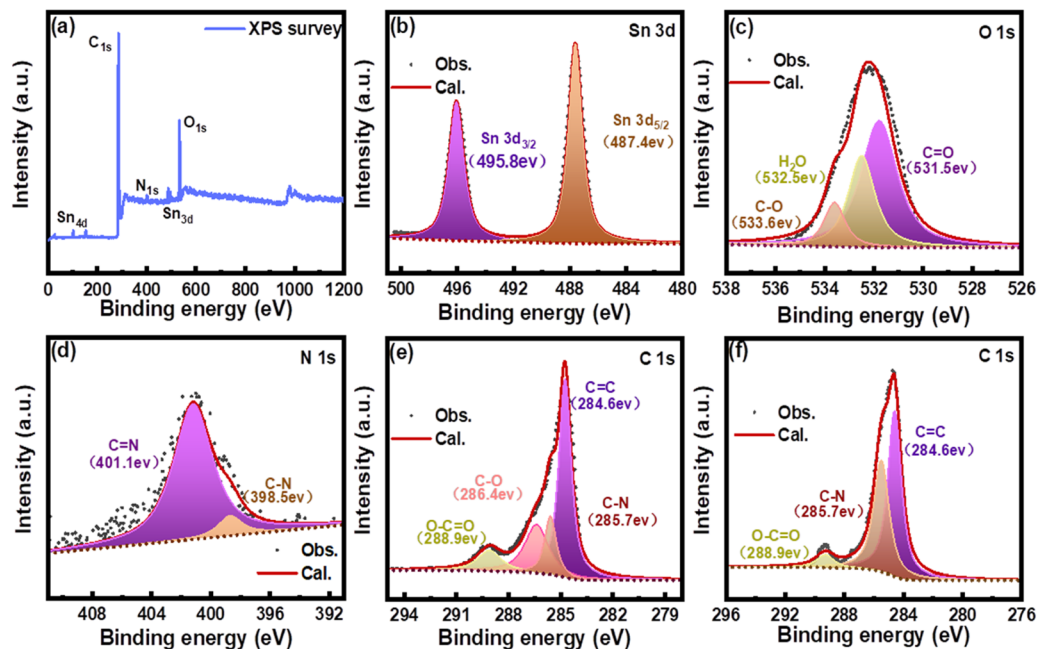 (a)
XPS survey
C1s
O1s
N1s
Sn3d
Sn4d
Intensity (a.u.)
0 200 400 600 800 1000 1200
Binding energy (eV)
(b)
Sn 3d
Obs.
Cal.
Sn 3d3/2
（495.8ev）
Sn 3d5/2
（487.4ev）
Intensity (a.u.)
500 496 492 488 484 480
Binding energy (eV)
(c)
O 1s
Obs.
Cal.
H2O
(532.5ev)
C=O
(531.5ev)
C-O
(533.6ev)
Intensity (a.u.)
538 536 534 532 530 528 526
Binding energy (eV)
(d)
N 1s
C=N
（401.1ev）
C-N
（398.5ev）
Obs.
Cal.
Intensity (a.u.)
408 404 400 396 392
Binding energy (eV)
(e)
C 1s
Obs.
Cal.
C=C
（284.6ev）
C-O
（286.4ev）
C-N
（285.7ev）
O-C=O
（288.9ev）
Intensity (a.u.)
295 291 288 285 282 279
Binding energy (eV)
(f)
C 1s
Obs.
Cal.
C=C
（284.6ev）
C-N
（285.7ev）
O-C=O
（288.9ev）
Intensity (a.u.)
296 292 288 284 280 276
Binding energy (eV)